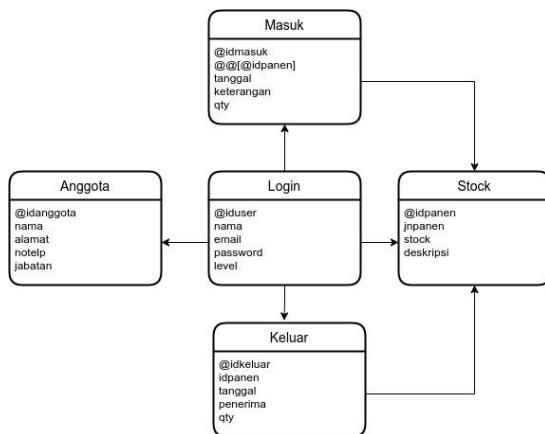 Masuk
@idmasuk
@@[@idpanen]
tanggal
keterangan
qty
Anggota
@idanggota
nama
alamat
notelp
jabatan
Login
@iduser
nama
email
password
level
Stock
@idpanen
jnpanen
stock
deskripsi
Keluar
@idkeluar
idpanen
tanggal
penerima
qty